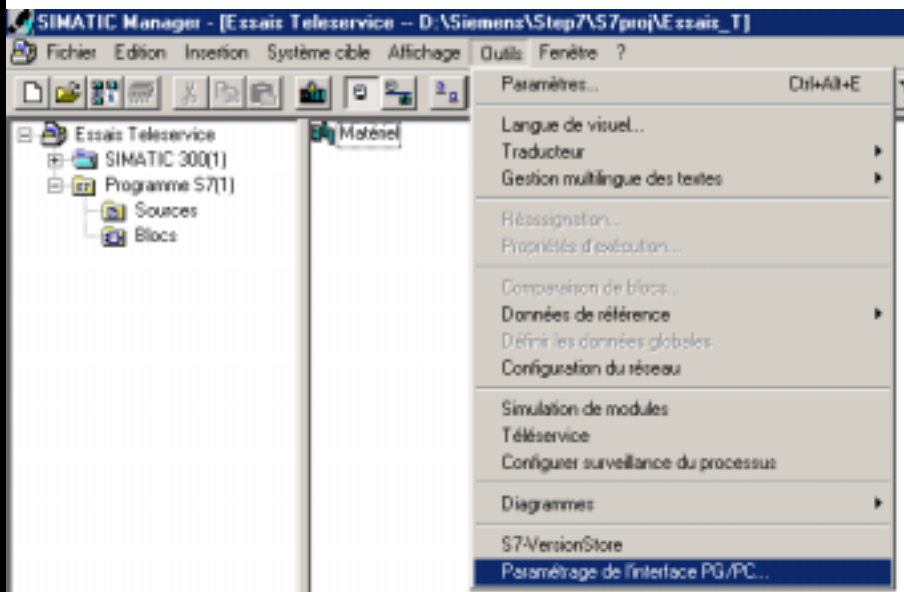 SIMATIC Manager - [Essais Teleservice -- D:\Siemens\Step7\S7proj\Essais_T]
Fichier Edition Insertion Système cible Affichage Outils Fenêtre ?
Essais Teleservice
SIMATIC 300(1)
Programme S7(1)
Sources
Blocs
Matériel
Paramètres... Ctrl+Alt+E
Langue de visuel...
Traducteur
Gestion multilingue des textes
Réassignation...
Propriétés d'exécution...
Comparaison de blocs...
Données de référence
Définir les données globales
Configuration du réseau
Simulation de modules
Téléservice
Configurer surveillance du processus
Diagrammes
S7-VersionStore
Paramétrage de l'interface PG/PC...